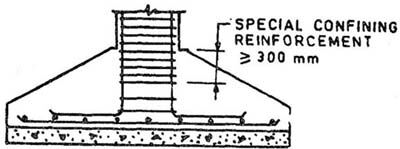 SPECIAL CONFINING
REINFORCEMENT
≥ 300 mm